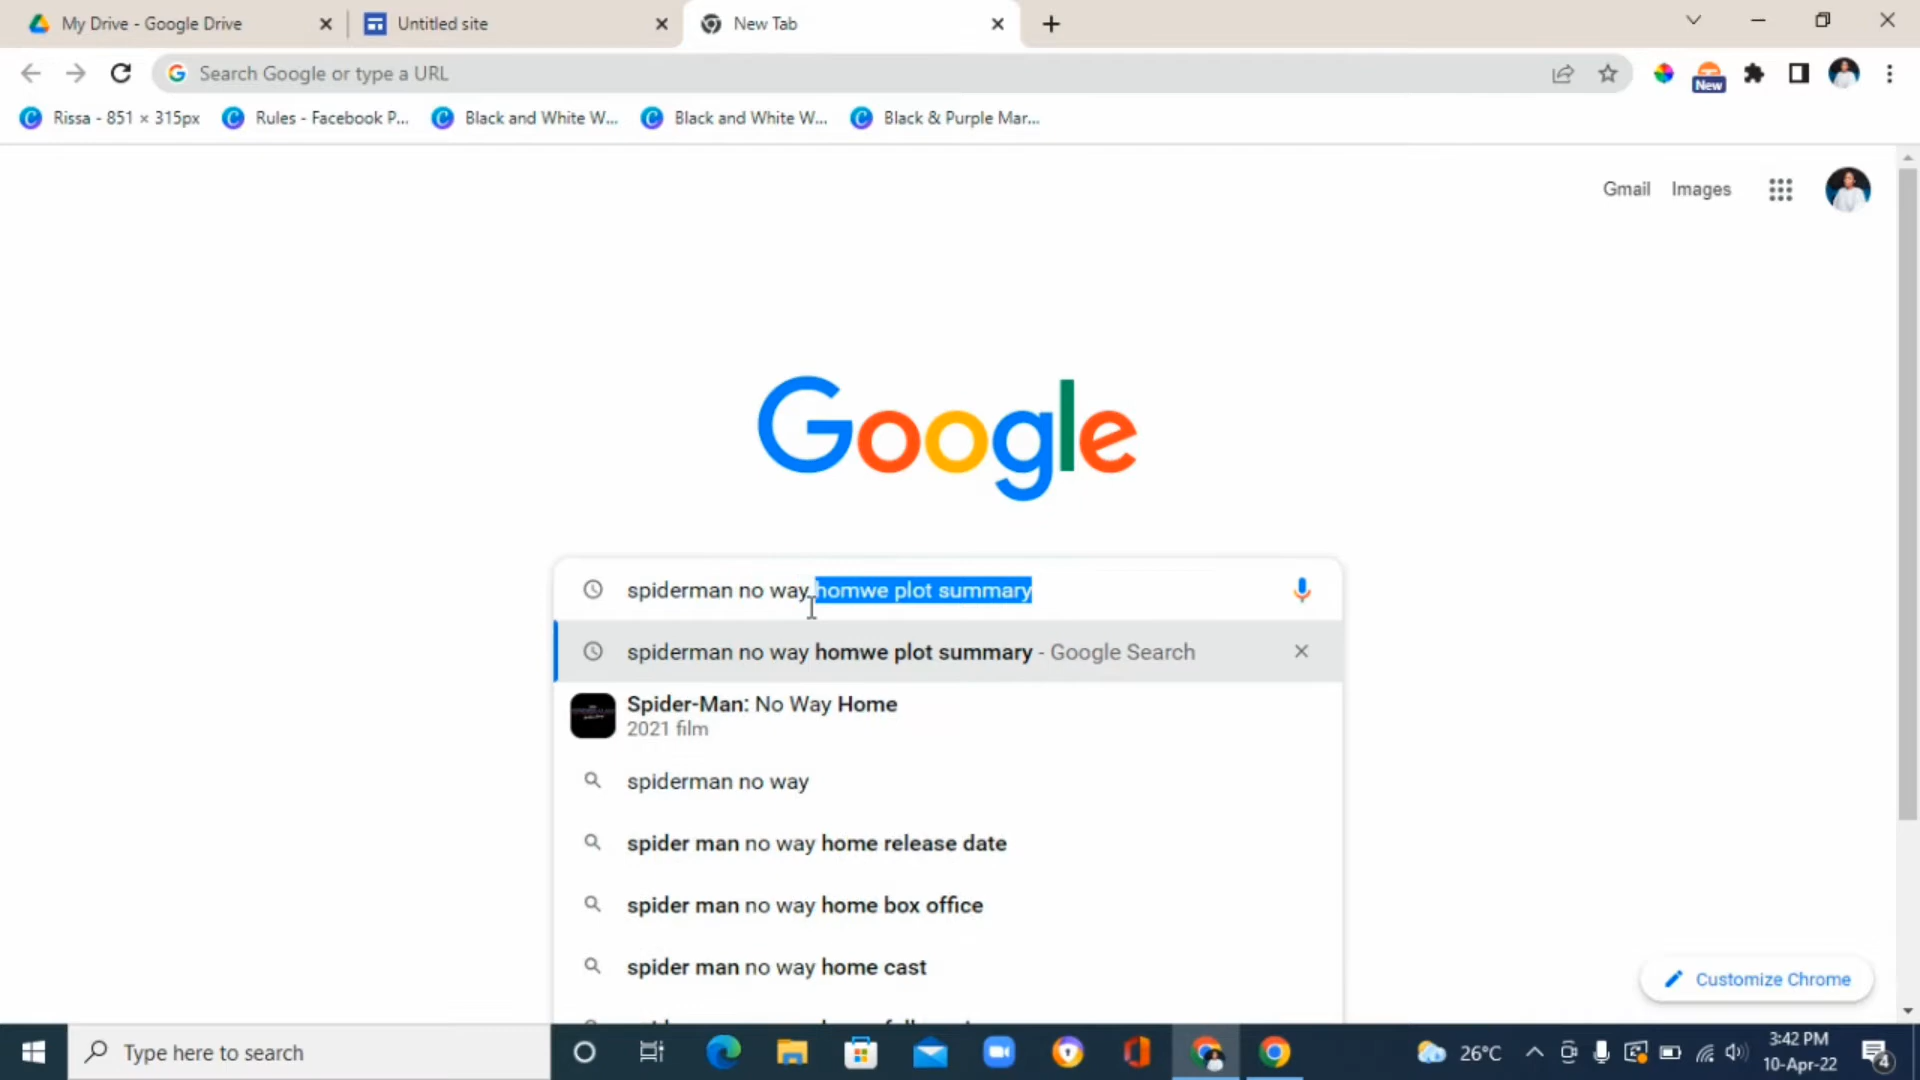 My Drive - Google Drive
Untitled site
New Tab
Search Google or type a URL
New
Rissa - 851 × 315px
Rules - Facebook P...
Black and White W...
Black and White W...
Black & Purple Mar...
Gmail
Images
Google
spiderman no way homwe plot summary
spiderman no way homwe plot summary - Google Search
Spider-Man: No Way Home
2021 film
spiderman no way
spider man no way home release date
spider man no way home box office
spider man no way home cast
Customize Chrome
Type here to search
26°C
3:42 PM
10-Apr-22
4